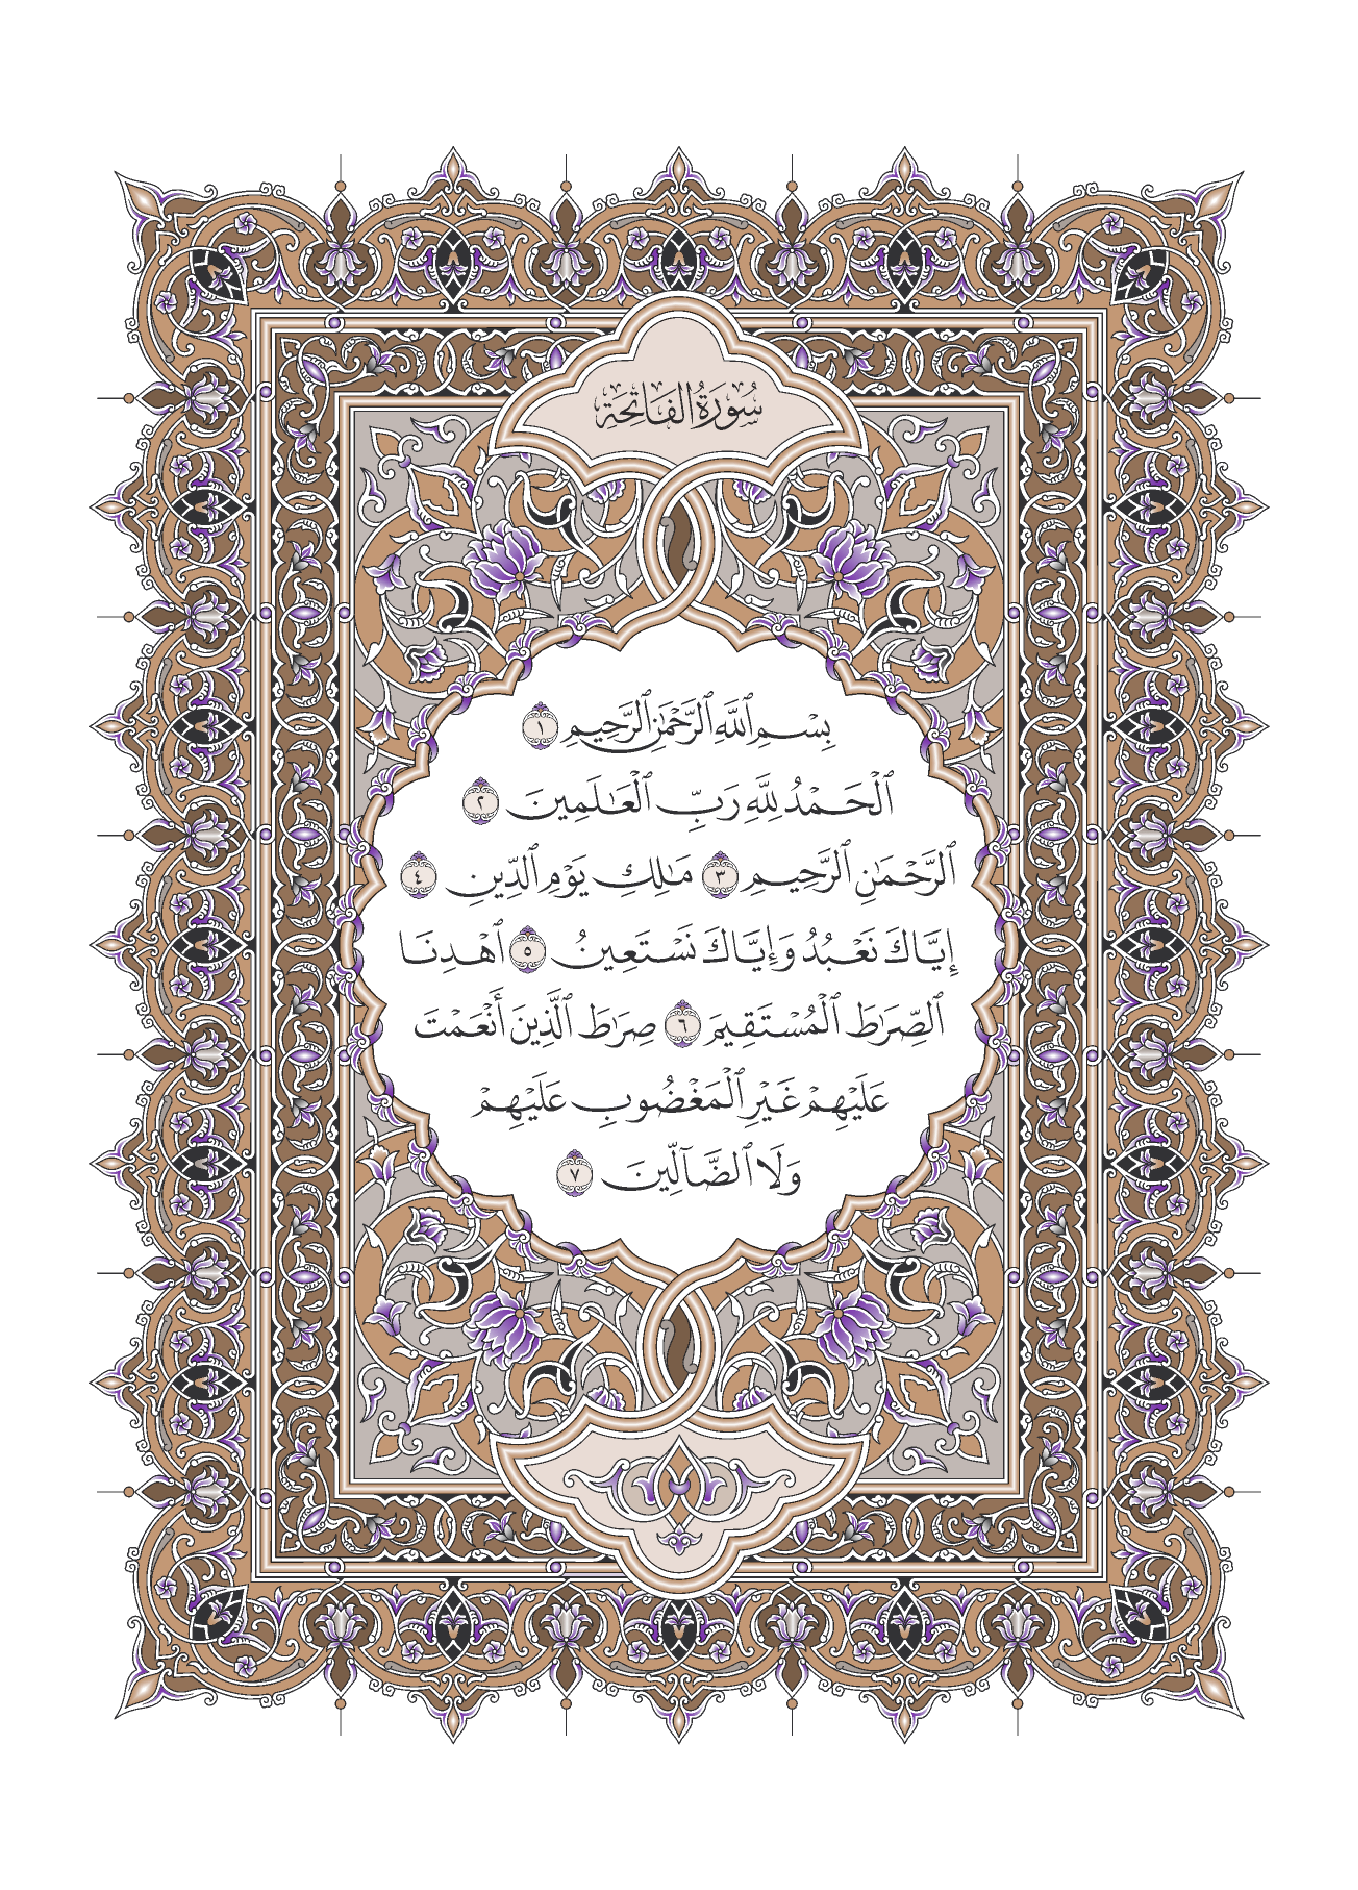 سُورَةُ الفَاتِحَةِ
بِسْمِ ٱللَّهِ ٱلرَّحْمَٰنِ ٱلرَّحِيمِ ١
ٱلْحَمْدُ لِلَّهِ رَبِّ ٱلْعَٰلَمِينَ ٢
ٱلرَّحْمَٰنِ ٱلرَّحِيمِ ٣ مَٰلِكِ يَوْمِ ٱلدِّينِ ٤
إِيَّاكَ نَعْبُدُ وَإِيَّاكَ نَسْتَعِينُ ٥ ٱهْدِنَا
ٱلصِّرَٰطَ ٱلْمُسْتَقِيمَ ٦ صِرَٰطَ ٱلَّذِينَ أَنْعَمْتَ
عَلَيْهِمْ غَيْرِ ٱلْمَغْضُوبِ عَلَيْهِمْ
وَلَا ٱلضَّآلِّينَ ٧